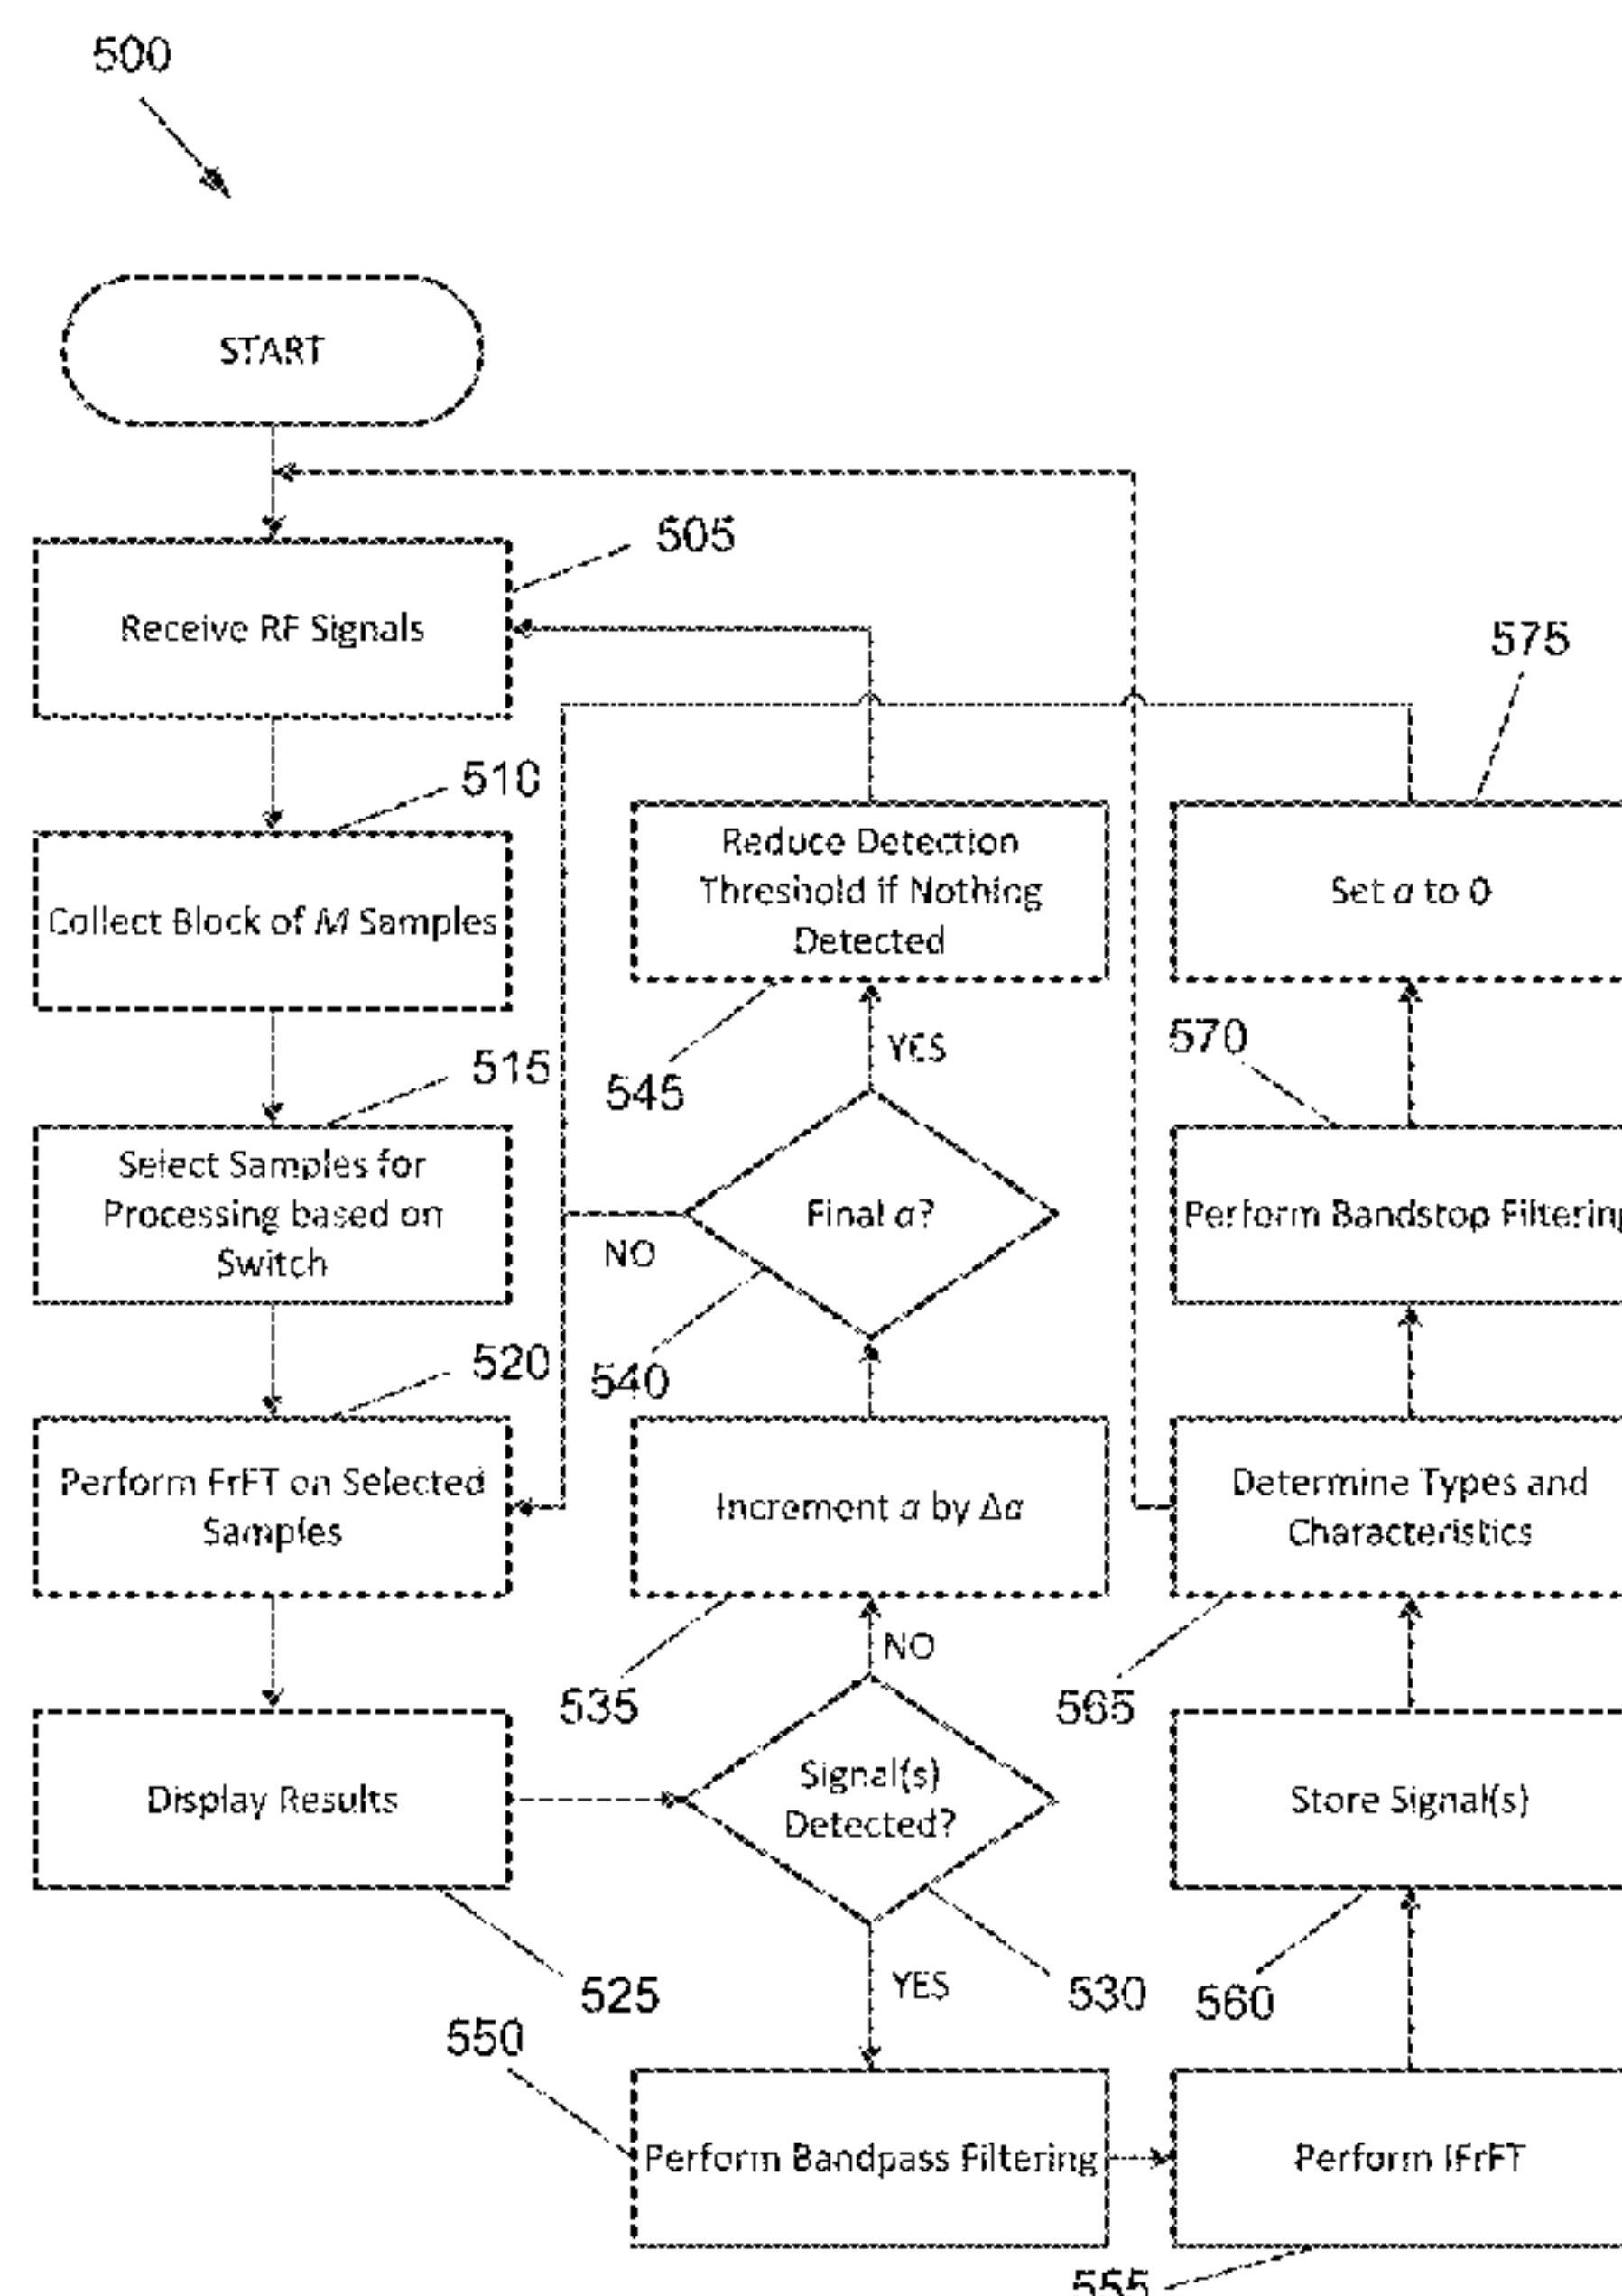 500
START
505
Receive RF Signals
575
510
Reduce Detection
Threshold if Nothing
Detected
Set a to 0
Collect Block of M Samples
570
YES
515
545
Select Samples for
Processing based on
Switch
Final a?
Perform Bandstop Filtering
NO
520
540
Perform FrFT on Selected
Samples
Increment a by Δa
Determine Types and
Characteristics
NO
535
565
Display Results
Signal(s)
Detected?
Store Signal(s)
YES
525
530
560
550
Perform Bandpass Filtering
Perform IFrFT
555